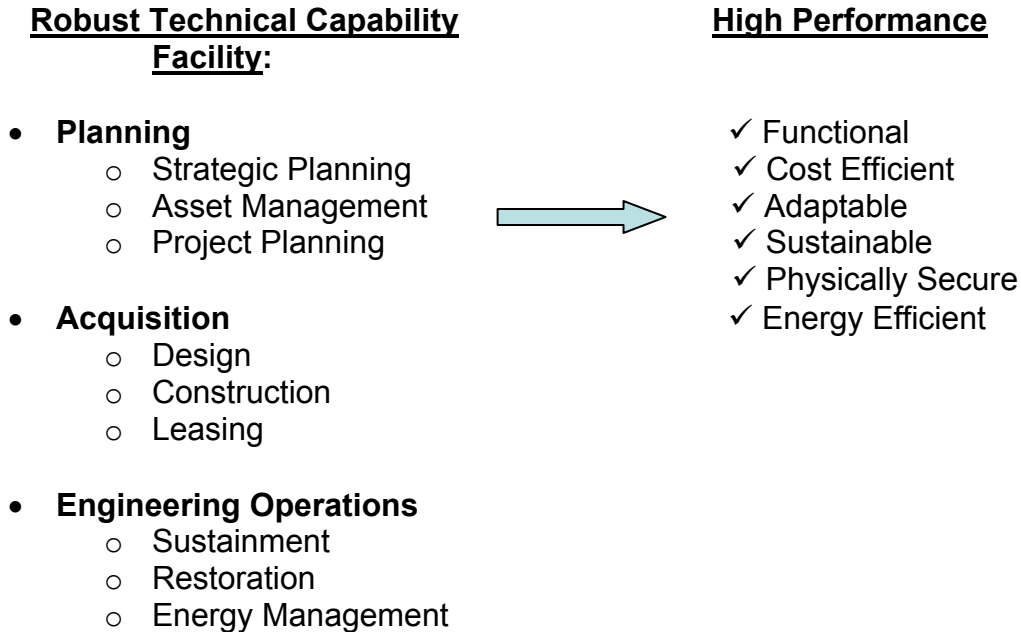 Robust Technical Capability
Facility:
• Planning
o Strategic Planning
o Asset Management
o Project Planning
• Acquisition
o Design
o Construction
o Leasing
• Engineering Operations
o Sustainment
o Restoration
o Energy Management
High Performance
✓ Functional
✓ Cost Efficient
✓ Adaptable
✓ Sustainable
✓ Physically Secure
✓ Energy Efficient